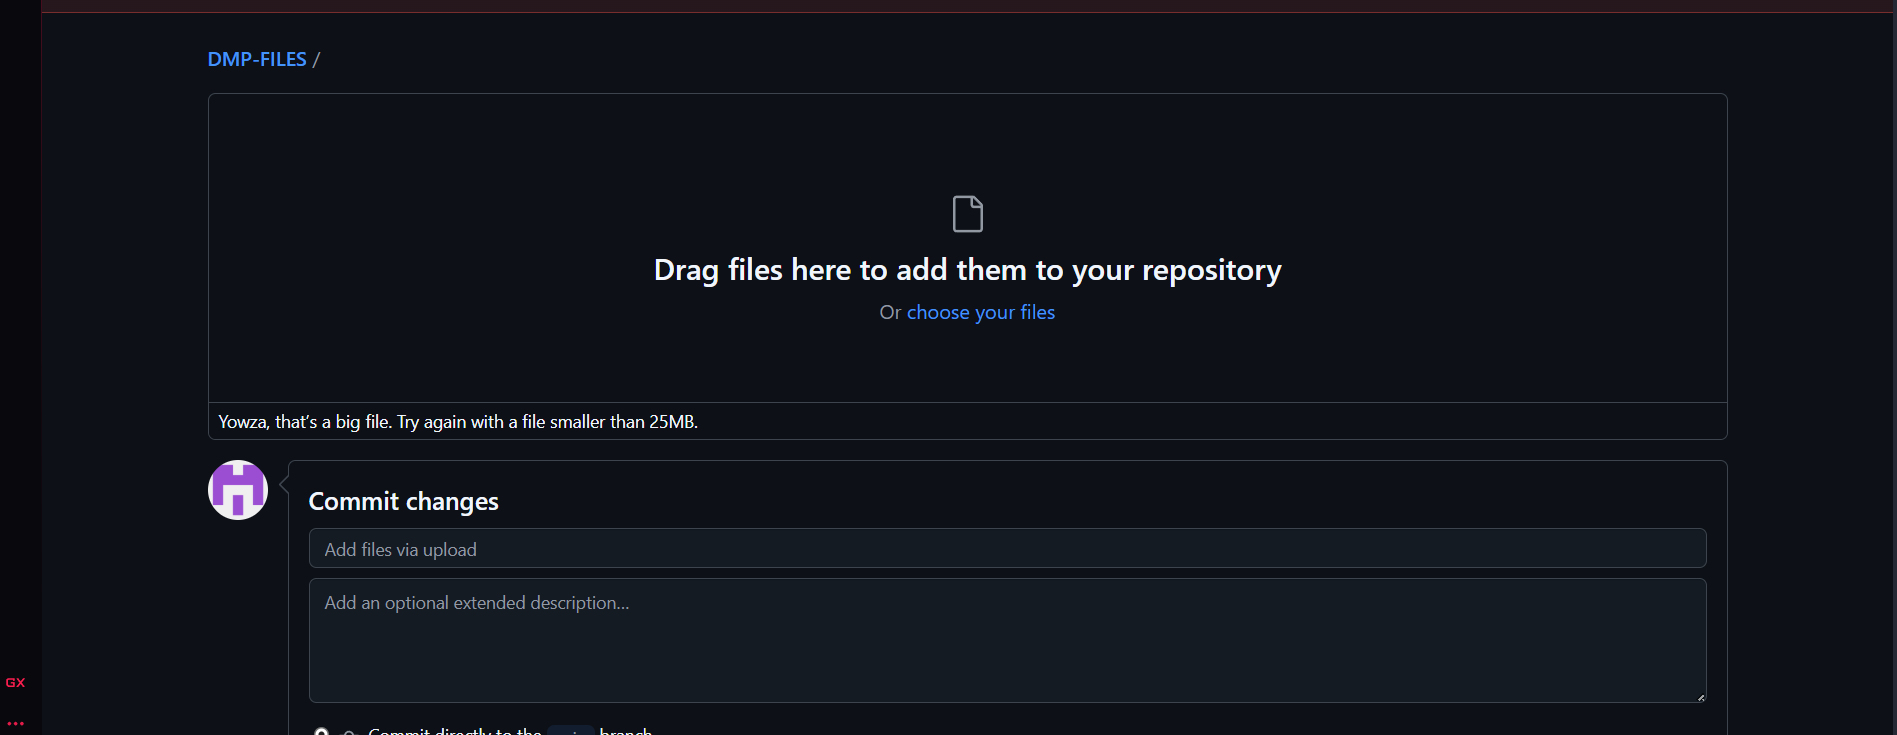 DMP-FILES /
Drag files here to add them to your repository
Or choose your files
Yowza, that’s a big file. Try again with a file smaller than 25MB.
Commit changes
Add files via upload
Add an optional extended description...
GX
Commit directly to the branch